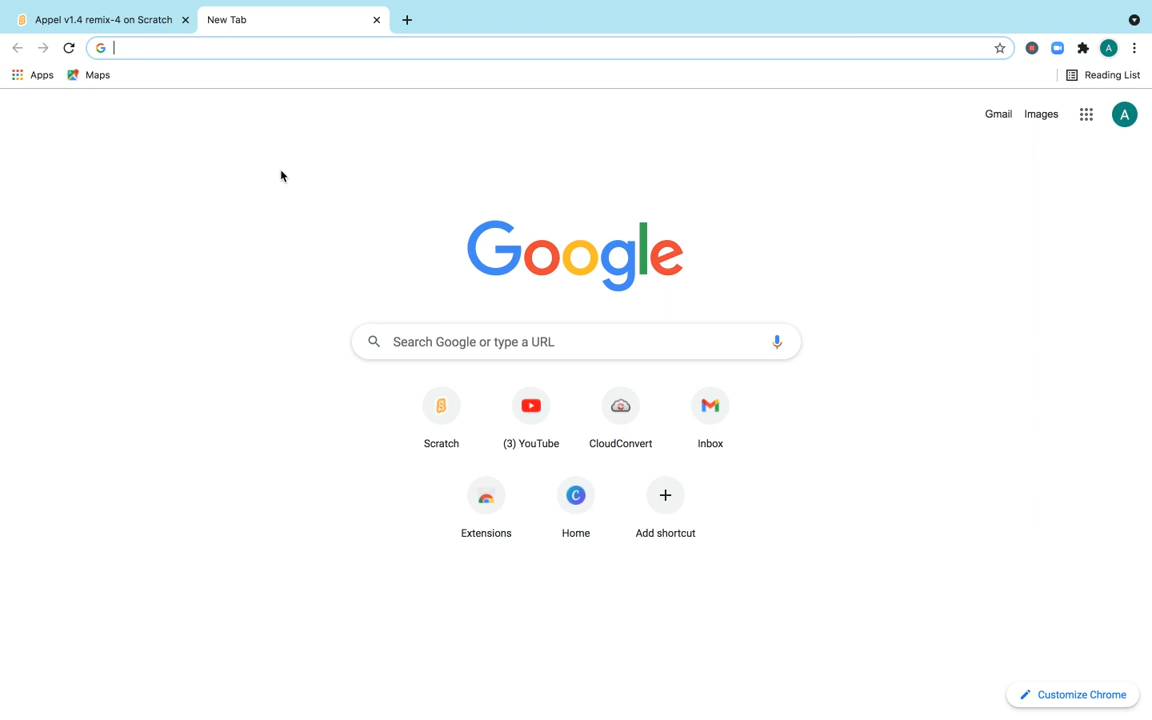 Appel v1.4 remix-4 on Scratch
New Tab
Apps
Maps
Reading List
A
Gmail
Images
A
Google
Search Google or type a URL
Scratch
(3) YouTube
CloudConvert
Inbox
Extensions
Home
Add shortcut
Customize Chrome